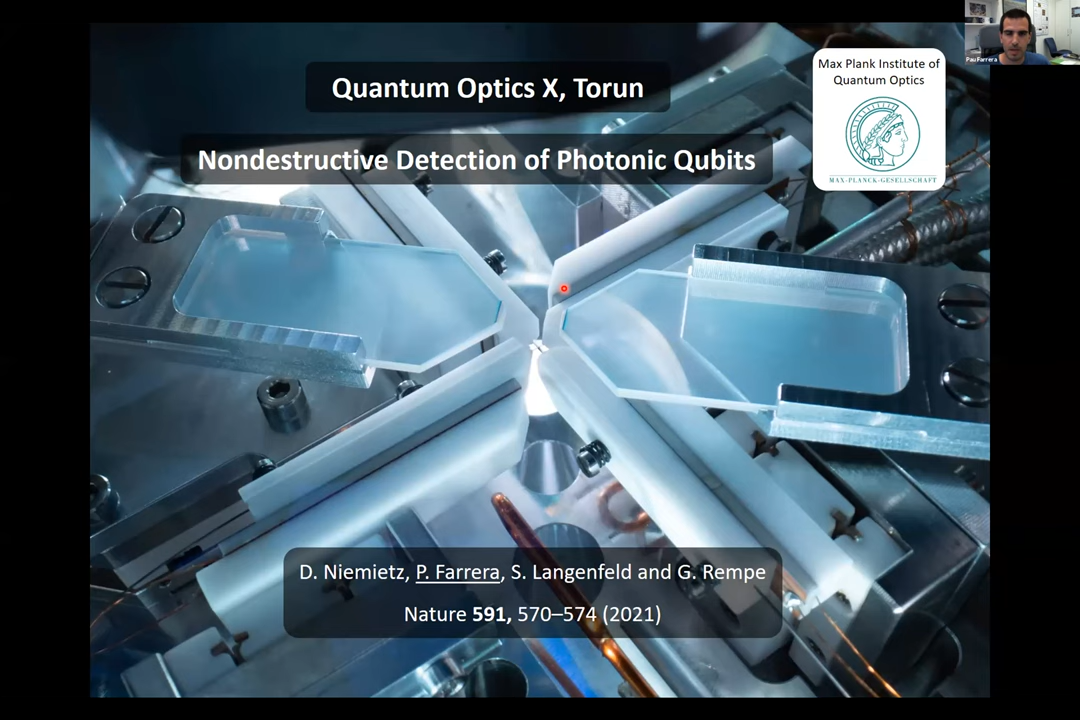 Quantum Optics X, Torun
Nondestructive Detection of Photonic Qubits
Max Plank Institute of
Quantum Optics
MAX-PLANCK-GESELLSCHAFT
Pau Farrera
D. Niemietz, P. Farrera, S. Langenfeld and G. Rempe
Nature 591, 570–574 (2021)